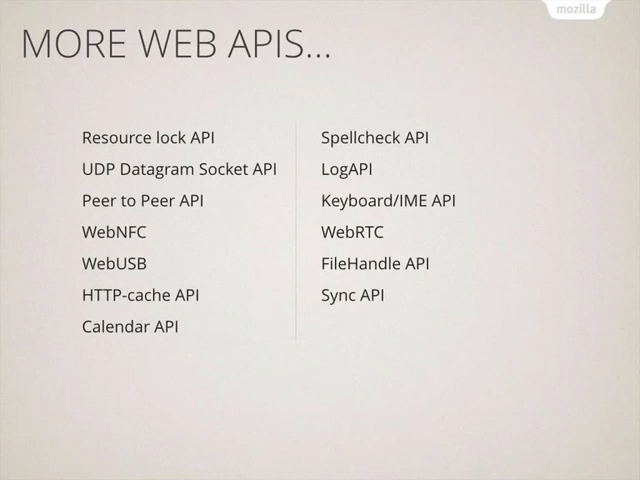 mozilla
MORE WEB APIS...
Resource lock API
UDP Datagram Socket API
Peer to Peer API
WebNFC
WebUSB
HTTP-cache API
Calendar API
Spellcheck API
LogAPI
Keyboard/IME API
WebRTC
FileHandle API
Sync API